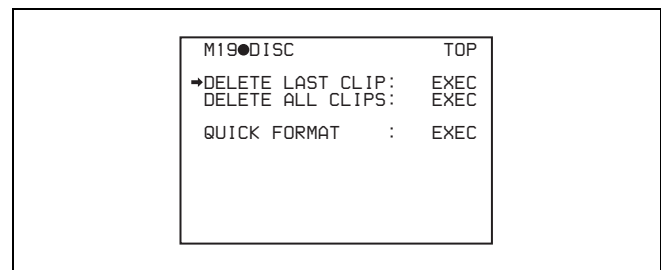 M19●DISC TOP
➡DELETE LAST CLIP: EXEC
DELETE ALL CLIPS: EXEC
QUICK FORMAT : EXEC